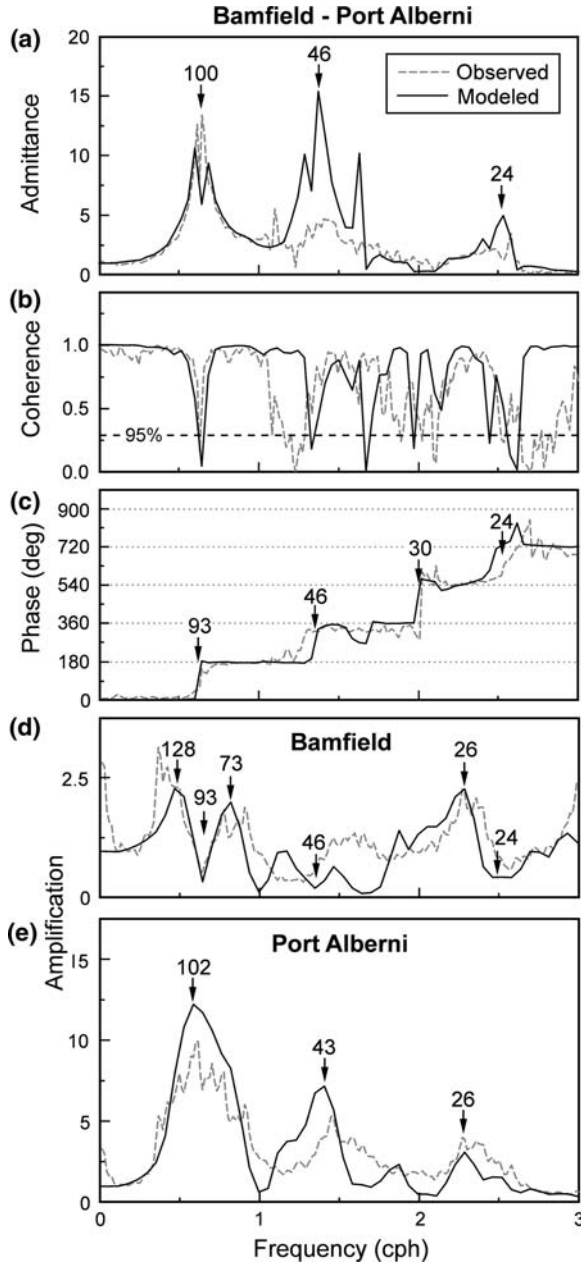 Bamfield - Port Alberni
(a)
20
15
10
5
0
Admittance
100
46
24
Observed
Modeled
(b)
1.0
0.5
0.0
Coherence
95%
(c)
900
720
540
360
180
0
Phase (deg)
93
46
30
24
(d)
Bamfield
2.5
0
128
93
73
46
26
24
Amplification
(e)
Port Alberni
15
10
5
0
102
43
26
0
1
2
3
Frequency (cph)